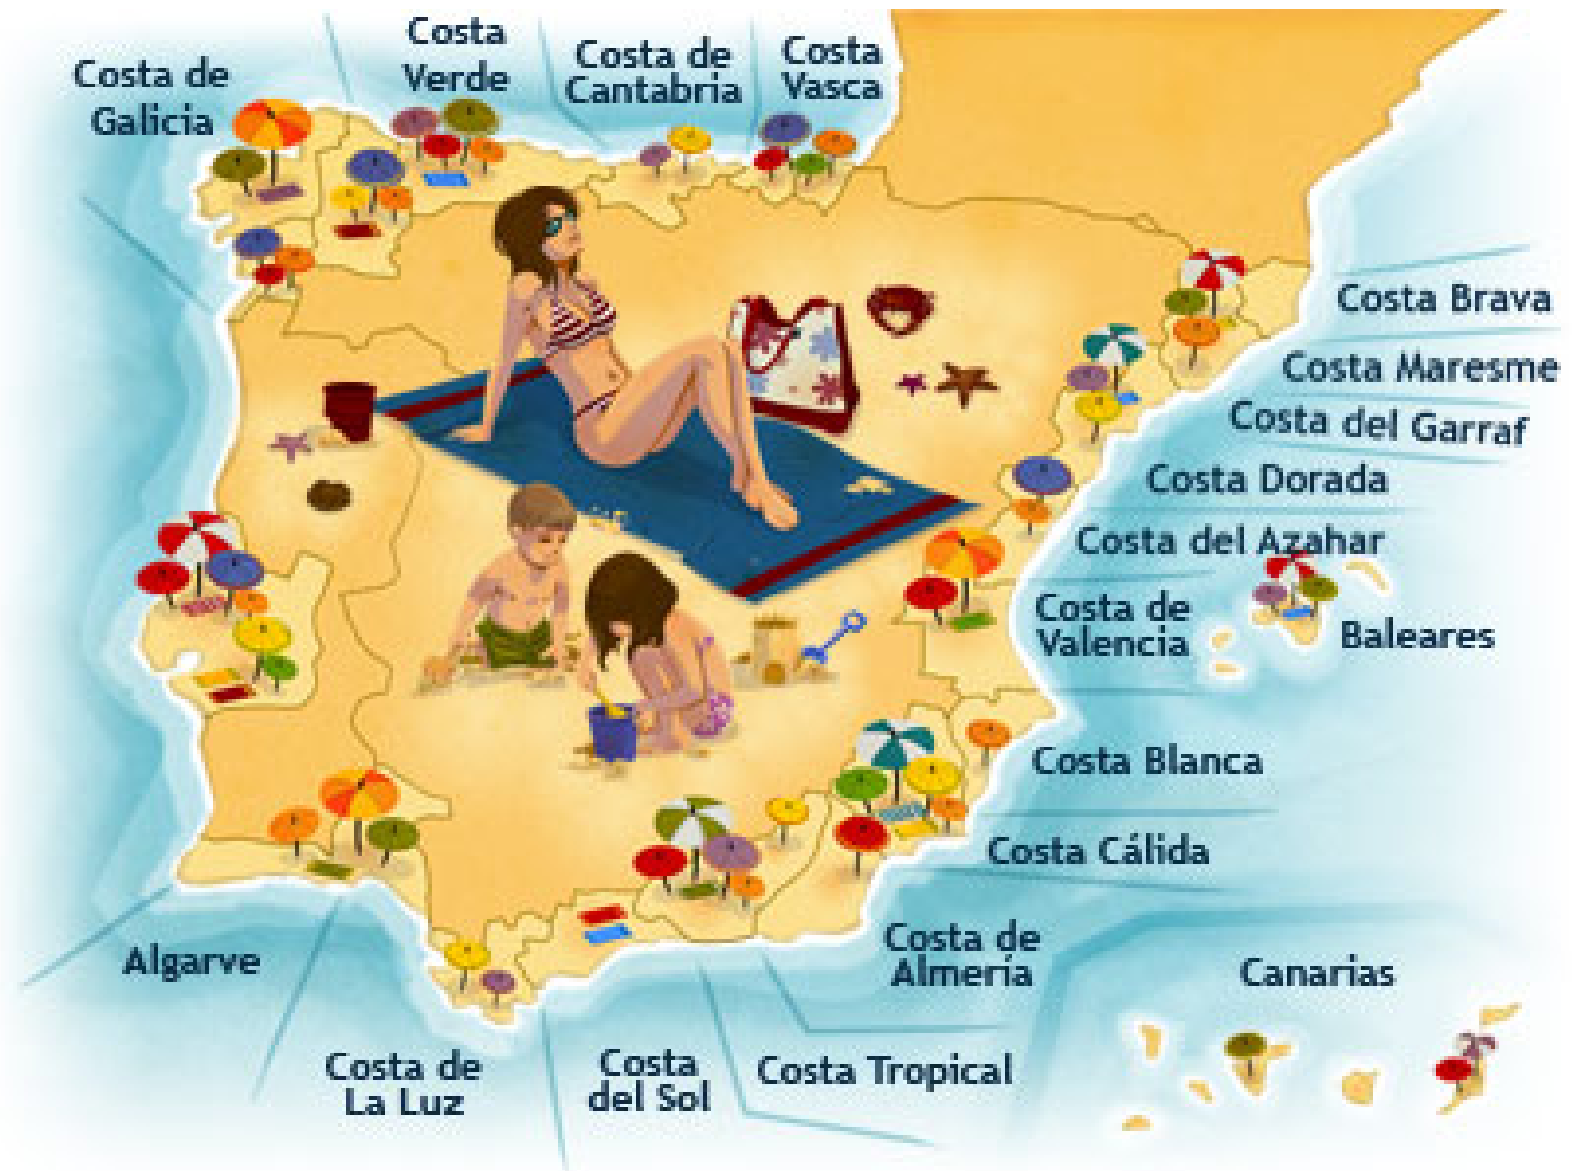 Costa de
Galicia
Costa
Verde
Costa de
Cantabria
Costa
Vasca
Costa Brava
Costa Maresme
Costa del Garraf
Costa Dorada
Costa del Azahar
Costa de
Valencia
Baleares
Costa Blanca
Costa Cálida
Costa de
Almería
Canarias
Algarve
Costa de
La Luz
Costa
del Sol
Costa Tropical